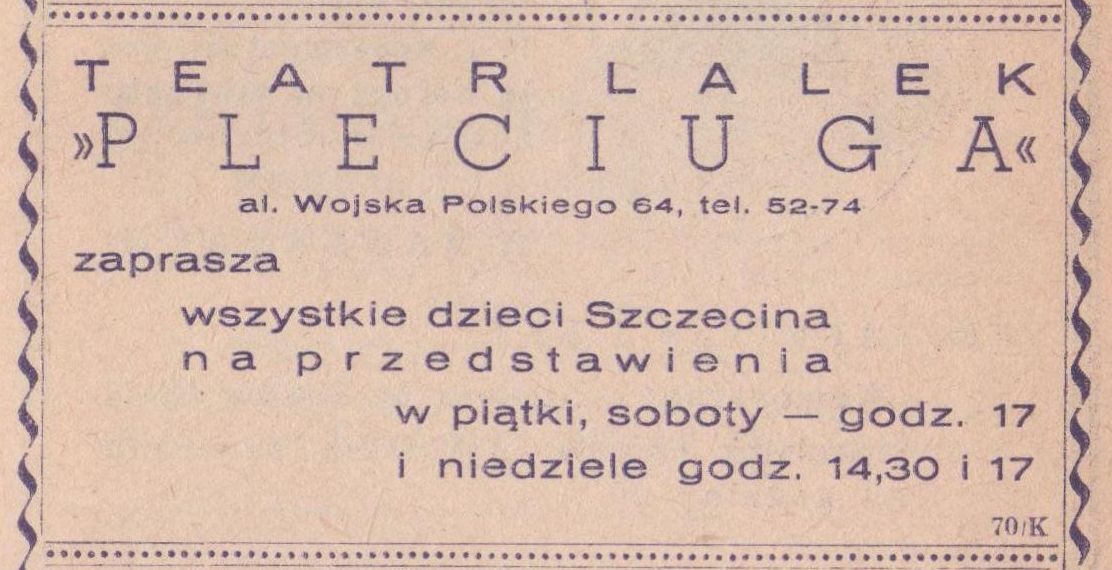 TEATR LALEK
»PLECIUGA«
al. Wojska Polskiego 64, tel. 52-74
zaprasza
wszystkie dzieci Szczecina
na przedstawienia
w piątki, soboty — godz. 17
i niedziele godz. 14,30 i 17
70/K